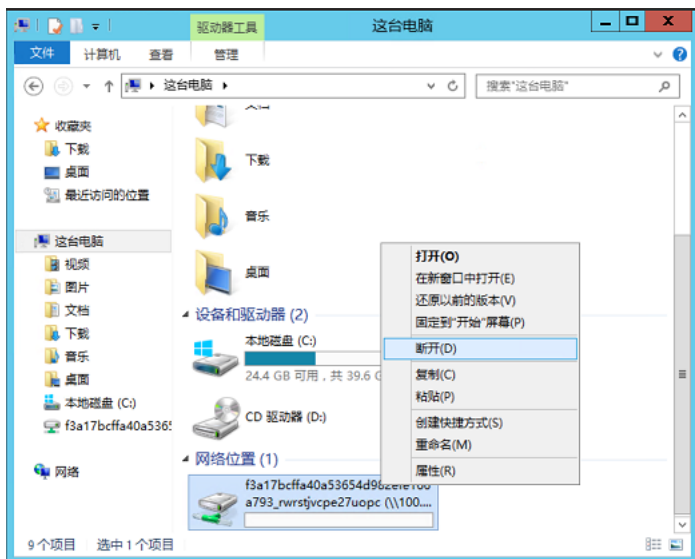 驱动器工具
这台电脑
文件
计算机
查看
管理
这台电脑
搜索"这台电脑"
收藏夹
下载
桌面
最近访问的位置
这台电脑
视频
图片
文档
下载
音乐
桌面
本地磁盘 (C:)
f3a17bcffa40a5365
网络
下载
音乐
桌面
设备和驱动器 (2)
本地磁盘 (C:)
24.4 GB 可用，共 39.6 G
CD 驱动器 (D:)
网络位置 (1)
a793_rwrstjvcpe27uopc (\\100....
打开(O)
在新窗口中打开(E)
还原以前的版本(V)
固定到"开始"屏幕(P)
断开(D)
复制(C)
粘贴(P)
创建快捷方式(S)
重命名(M)
属性(R)
9 个项目
选中 1 个项目